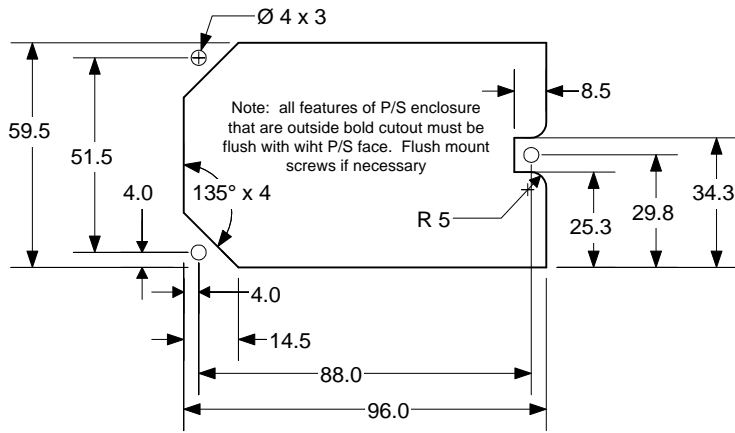 Ø 4 x 3
8.5
Note: all features of P/S enclosure
that are outside bold cutout must be
flush with wiht P/S face. Flush mount
screws if necessary
59.5
51.5
4.0
135° x 4
R 5
34.3
29.8
25.3
4.0
14.5
88.0
96.0